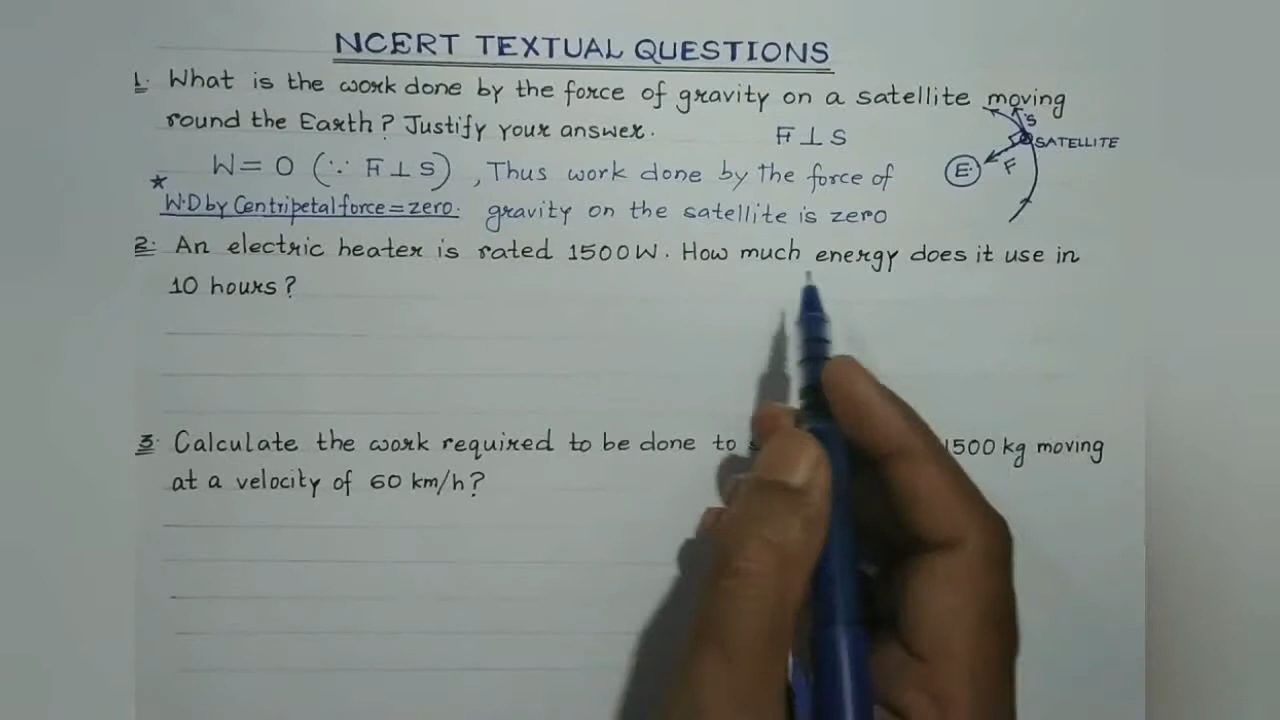 NCERT TEXTUAL QUESTIONS
1. What is the work done by the force of gravity on a satellite moving
round the Earth? Justify your answer.
F ⊥ S
S
SATELLITE
E
F
W = 0 (∵ F ⊥ S), Thus work done by the force of
* W.D by Centripetal force = zero. gravity on the satellite is zero
2. An electric heater is rated 1500W. How much energy does it use in
10 hours?
3. Calculate the work required to be done to 1500 kg moving
at a velocity of 60 km/h?